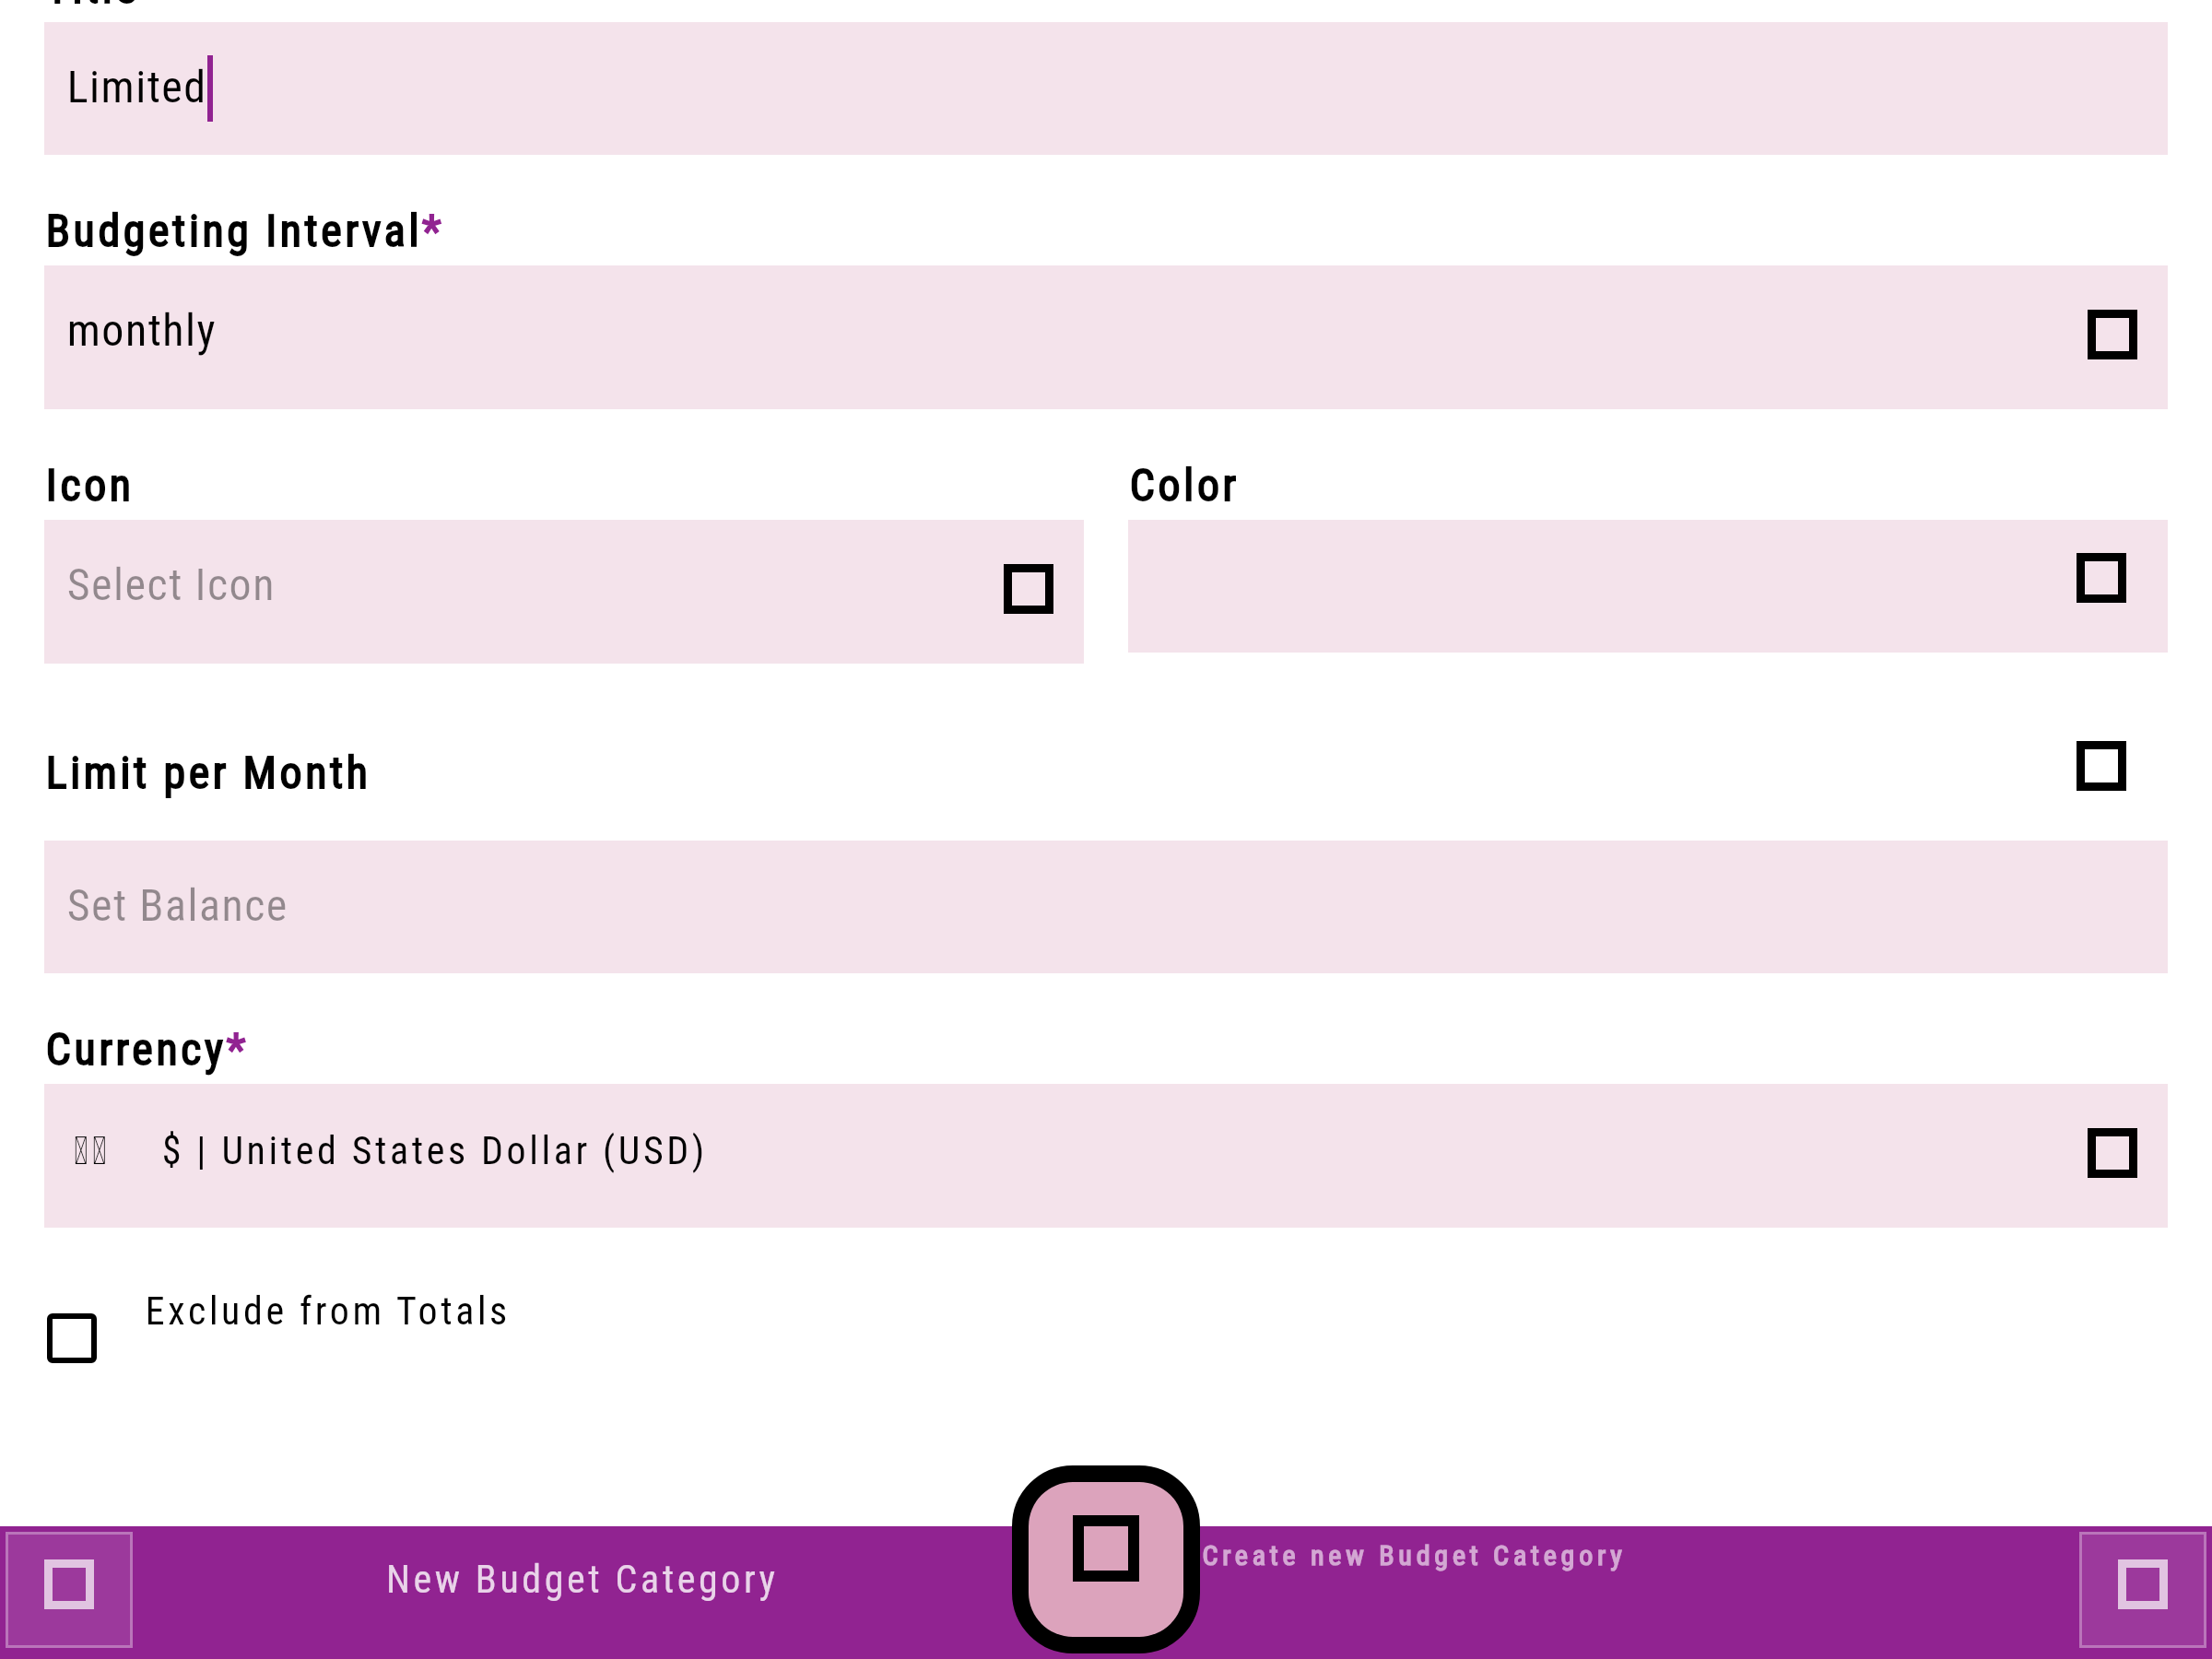 Limited
Budgeting Interval*
monthly
Icon
Color
Select Icon
Limit per Month
Set Balance
Currency*
$ | United States Dollar (USD)
Exclude from Totals
New Budget Category
Create new Budget Category